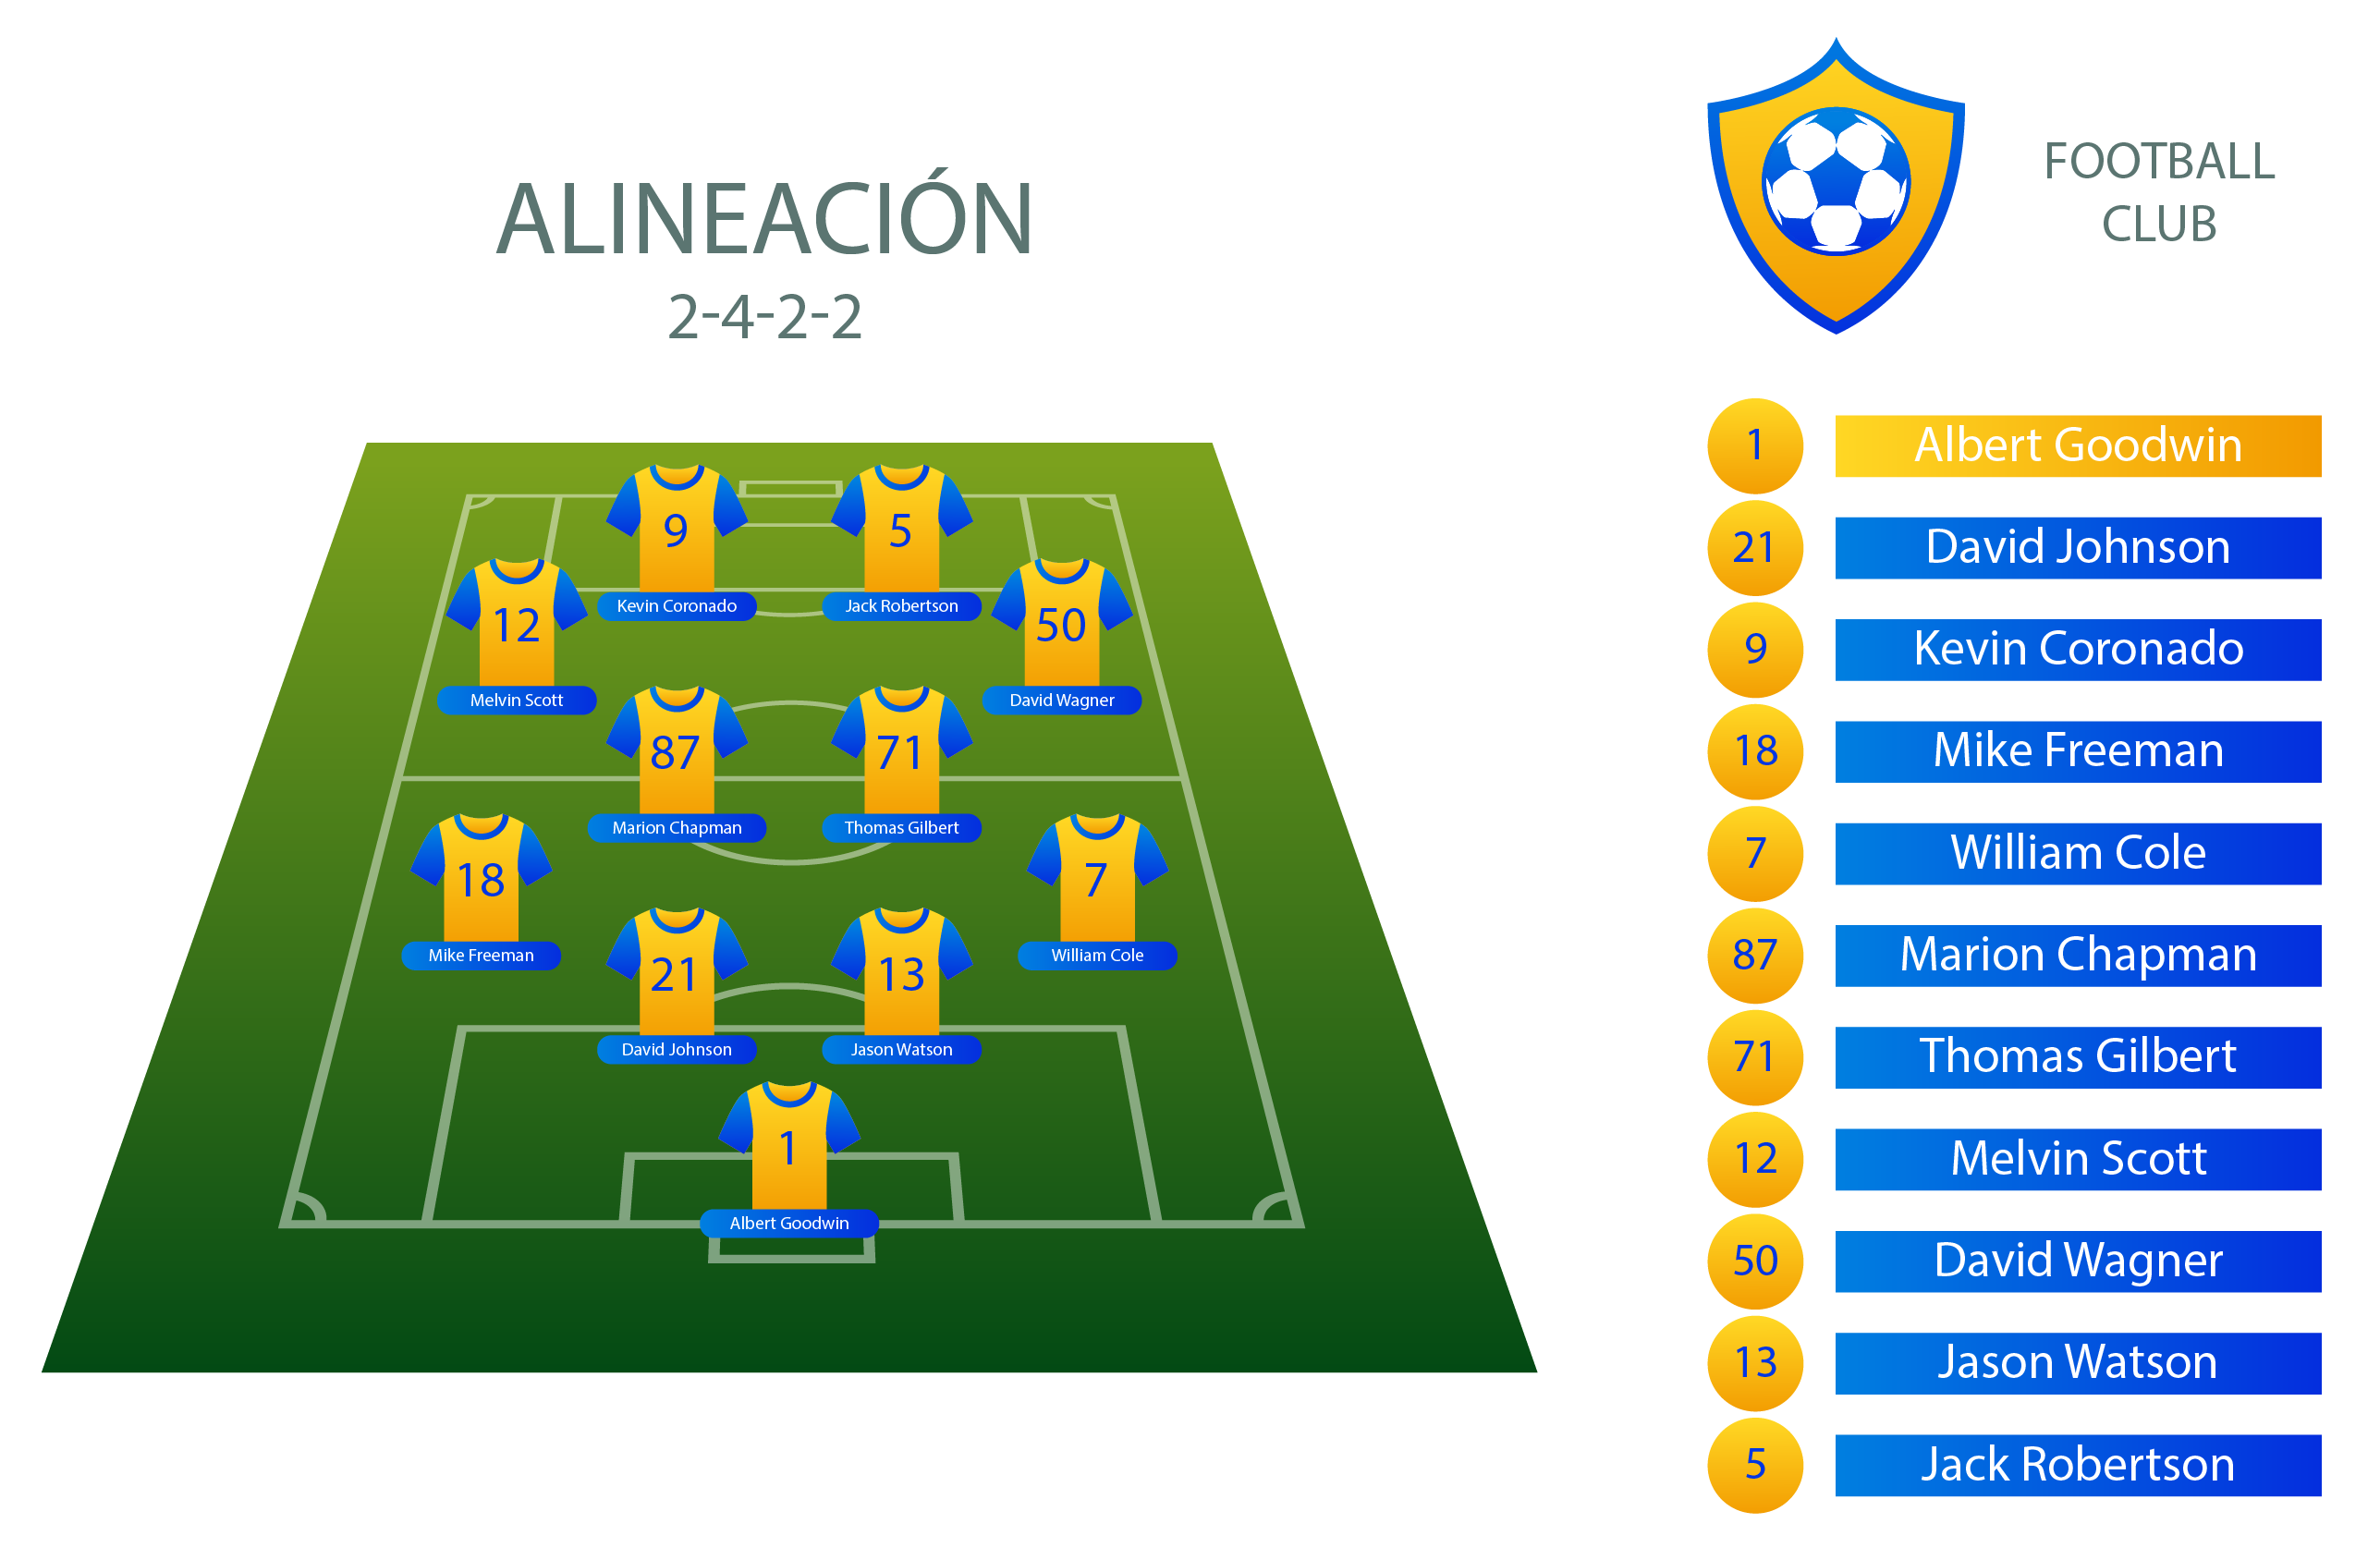 ALINEACIÓN
2-4-2-2
9
5
Kevin Coronado
Jack Robertson
12
50
Melvin Scott
David Wagner
87
71
Marion Chapman
Thomas Gilbert
18
7
Mike Freeman
William Cole
21
13
David Johnson
Jason Watson
1
Albert Goodwin
FOOTBALL
CLUB
1 Albert Goodwin
21 David Johnson
9 Kevin Coronado
18 Mike Freeman
7 William Cole
87 Marion Chapman
71 Thomas Gilbert
12 Melvin Scott
50 David Wagner
13 Jason Watson
5 Jack Robertson